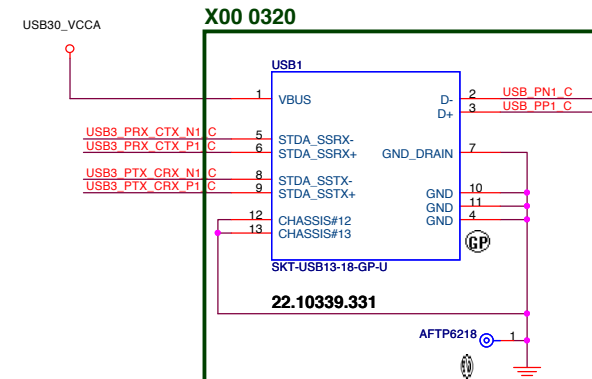 X00 0320
USB30_VCCA
USB1
1 VBUS D- 2 USB_PN1_C
D+ 3 USB_PP1_C
USB3_PRX_CTX_N1_C 5 STDA_SSRX-
USB3_PRX_CTX_P1_C 6 STDA_SSRX+ GND_DRAIN 7
USB3_PTX_CRX_N1_C 8 STDA_SSTX-
USB3_PTX_CRX_P1_C 9 STDA_SSTX+ GND 10
GND 11
12 CHASSIS#12 GND 4
13 CHASSIS#13
GP
SKT-USB13-18-GP-U
22.10339.331
AFTP6218 1